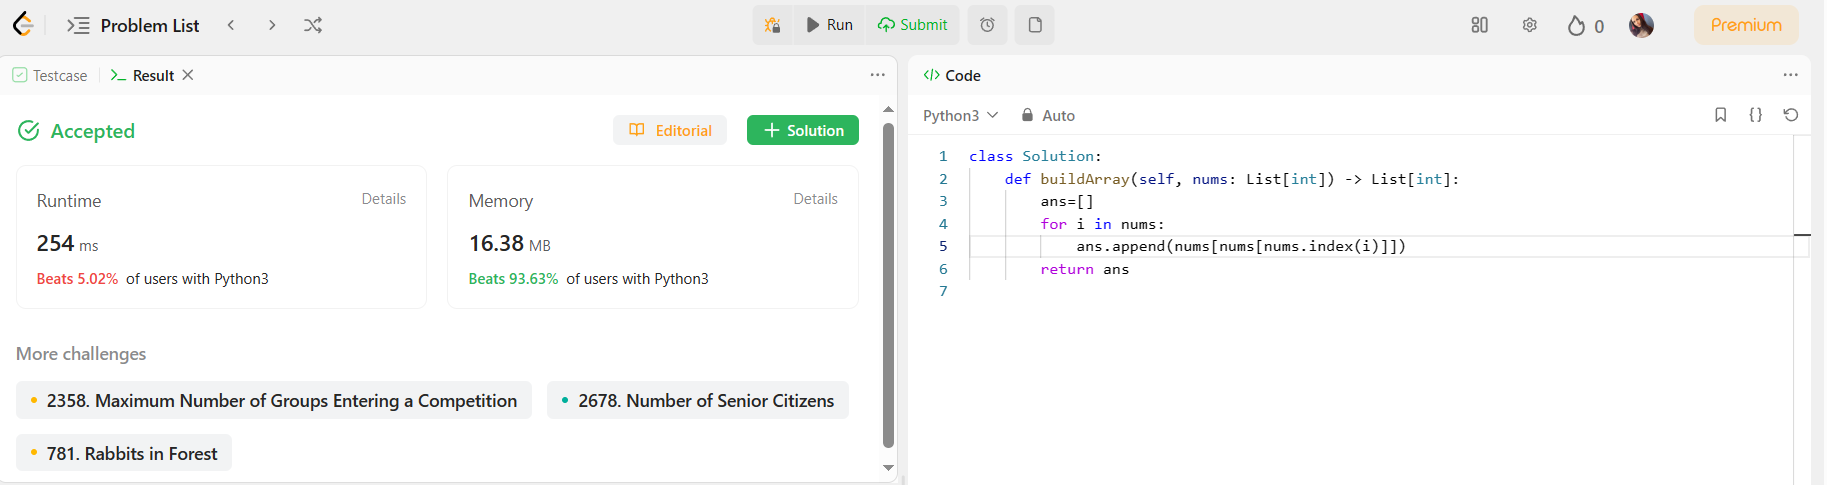 Problem List
Run
Submit
0
Premium
Testcase
Result
Accepted
Editorial
Solution
Runtime
Details
254 ms
Beats 5.02% of users with Python3
Memory
Details
16.38 MB
Beats 93.63% of users with Python3
More challenges
2358. Maximum Number of Groups Entering a Competition
2678. Number of Senior Citizens
781. Rabbits in Forest
</> Code
Python3
Auto
1 class Solution:
2 def buildArray(self, nums: List[int]) -> List[int]:
3 ans=[]
4 for i in nums:
5 ans.append(nums[nums[nums.index(i)]])
6 return ans
7